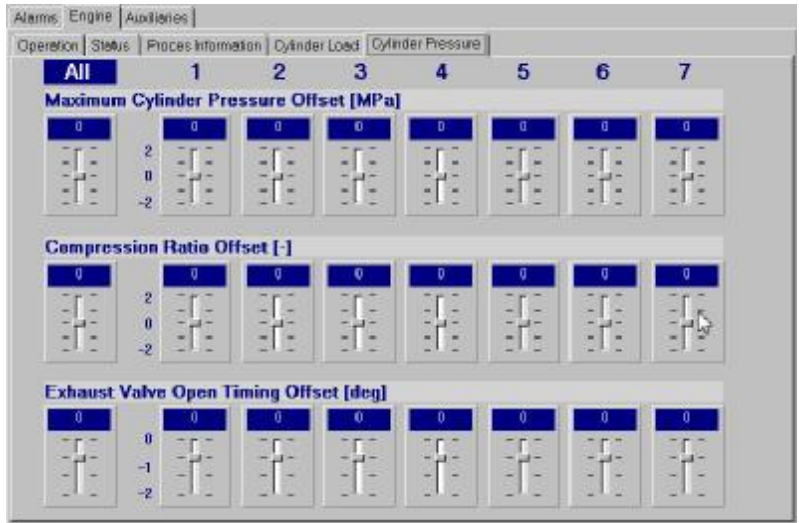 Alarms Engine Auxiliaries
Operation Status Proces Information Cylinder Load Cylinder Pressure
All 1 2 3 4 5 6 7
Maximum Cylinder Pressure Offset [MPa]
0 0 0 0 0 0 0 0
2
0
-2
Compression Ratio Offset [-]
0 0 0 0 0 0 0 0
2
0
-2
Exhaust Valve Open Timing Offset [deg]
0 0 0 0 0 0 0 0
0
-1
-2